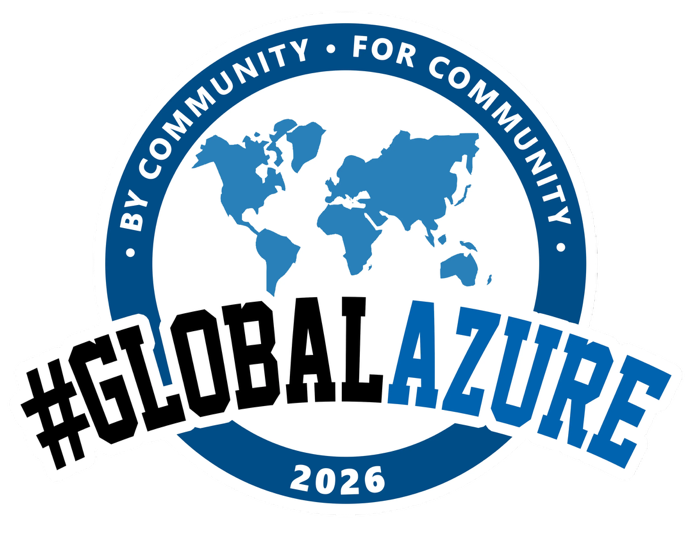 • BY COMMUNITY • FOR COMMUNITY •
#GLOBALAZURE
2026